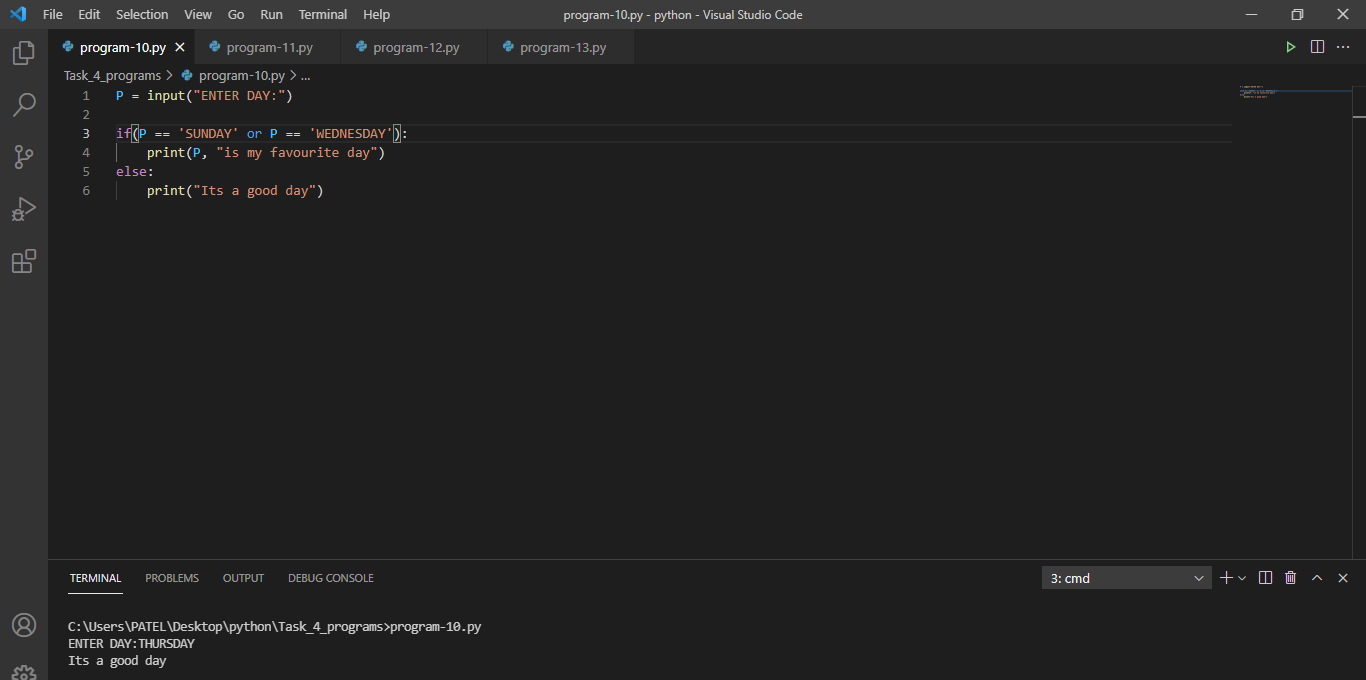 File Edit Selection View Go Run Terminal Help program-10.py - python - Visual Studio Code
program-10.py program-11.py program-12.py program-13.py
Task_4_programs > program-10.py > ...
1 P = input("ENTER DAY:")
2
3 if(P == 'SUNDAY' or P == 'WEDNESDAY'):
4 print(P, "is my favourite day")
5 else:
6 print("Its a good day")
TERMINAL PROBLEMS OUTPUT DEBUG CONSOLE 3: cmd
C:\Users\PATEL\Desktop\python\Task_4_programs>program-10.py
ENTER DAY:THURSDAY
Its a good day